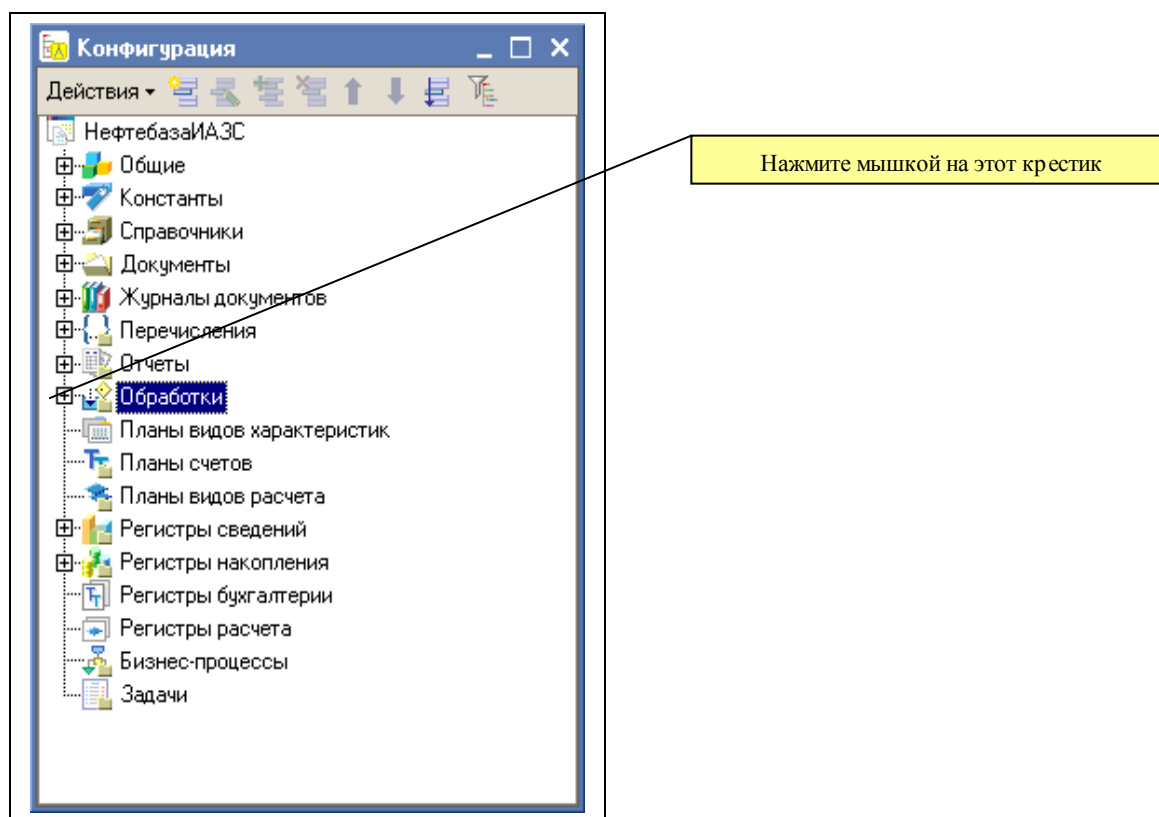 Конфигурация
Действия
НефтебазаИАЗС
Общие
Константы
Справочники
Документы
Журналы документов
Перечисления
Отчеты
Обработки
Планы видов характеристик
Планы счетов
Планы видов расчета
Регистры сведений
Регистры накопления
Регистры бухгалтерии
Регистры расчета
Бизнес-процессы
Задачи
Нажмите мышкой на этот крестик